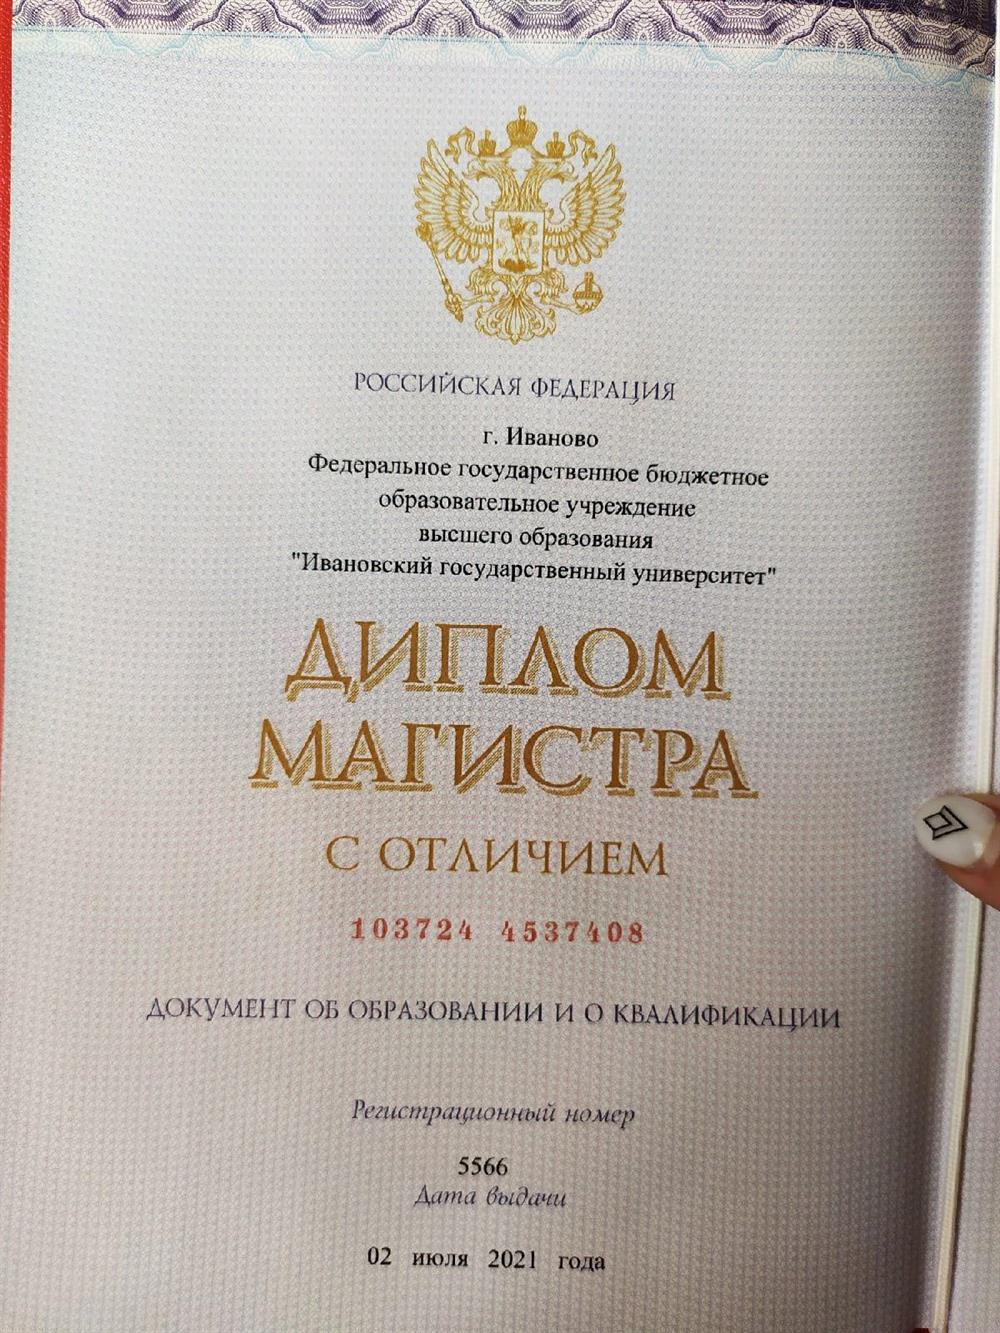 РОССИЙСКАЯ ФЕДЕРАЦИЯ
г. Иваново
Федеральное государственное бюджетное
образовательное учреждение
высшего образования
"Ивановский государственный университет"
ДИПЛОМ
МАГИСТРА
С ОТЛИЧИЕМ
103724 4537408
ДОКУМЕНТ ОБ ОБРАЗОВАНИИ И О КВАЛИФИКАЦИИ
Регистрационный номер
5566
Дата выдачи
02 июля 2021 года